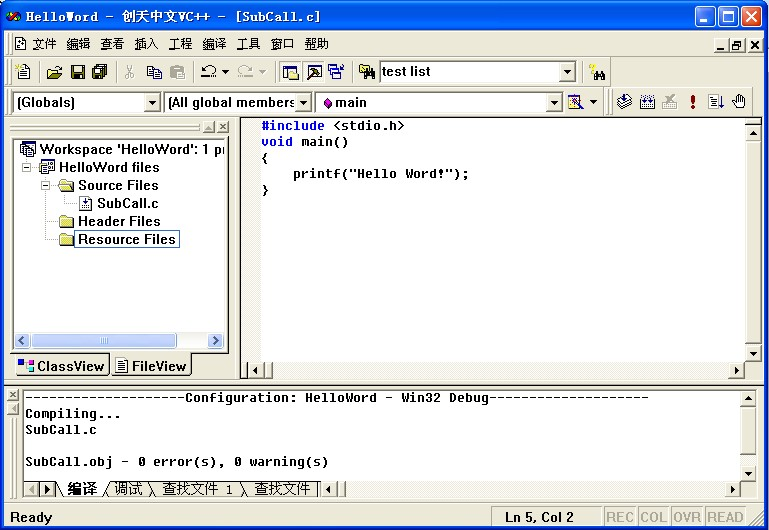 HelloWord - 创天中文VC++ - [SubCall.c]
文件 编辑 查看 插入 工程 编译 工具 窗口 帮助
test list
(Globals) (All global members main
Workspace 'HelloWord': 1 p
HelloWord files
Source Files
SubCall.c
Header Files
Resource Files
ClassView FileView
#include <stdio.h>
void main()
{
printf("Hello Word!");
}
--------------------Configuration: HelloWord - Win32 Debug--------------------
Compiling...
SubCall.c
SubCall.obj - 0 error(s), 0 warning(s)
编译 调试 查找文件 1 查找文件
Ready Ln 5, Col 2 REC COL OVR READ